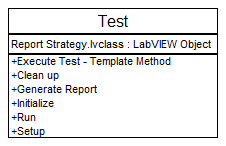 Test
Report Strategy.lvclass : LabVIEW Object
+Execute Test - Template Method
+Clean up
+Generate Report
+Initialize
+Run
+Setup